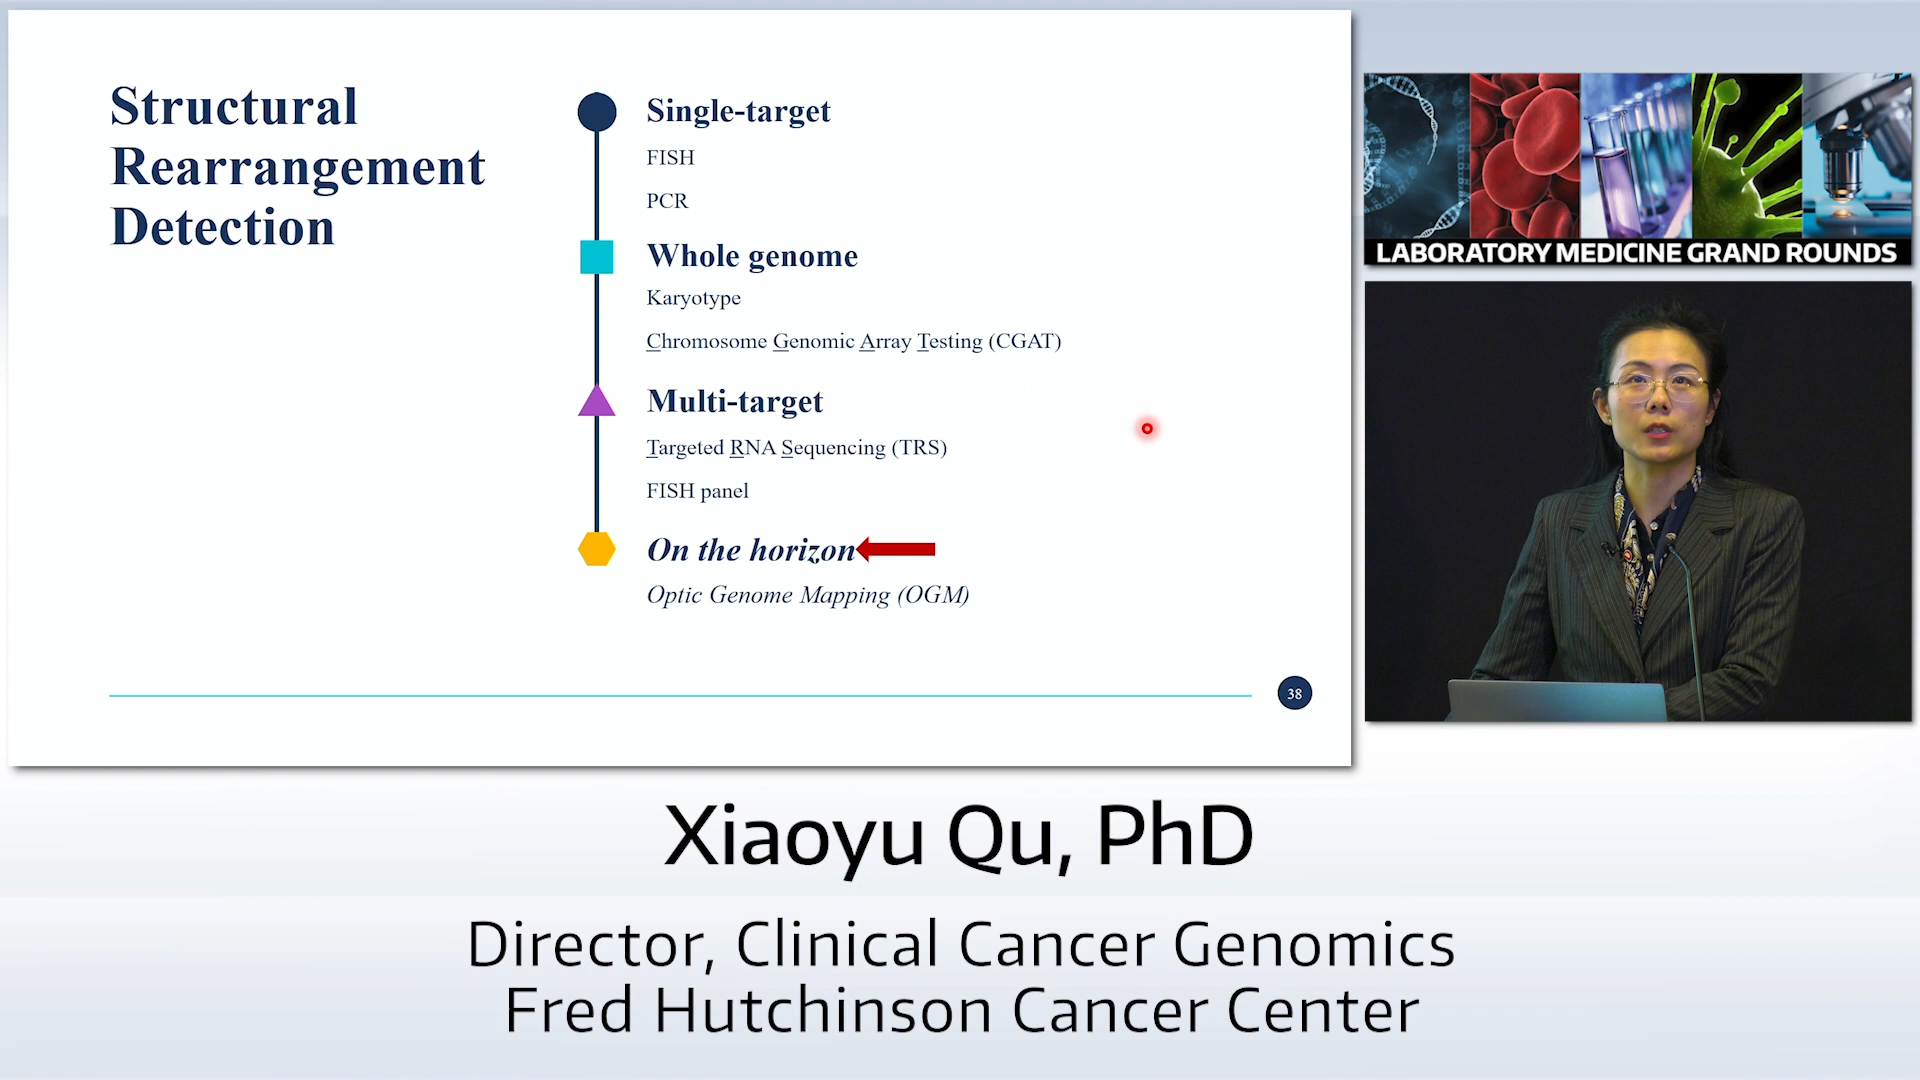 Structural
Rearrangement
Detection
Single-target
FISH
PCR
Whole genome
Karyotype
Chromosome Genomic Array Testing (CGAT)
Multi-target
Targeted RNA Sequencing (TRS)
FISH panel
On the horizon
Optic Genome Mapping (OGM)
38
LABORATORY MEDICINE GRAND ROUNDS
Xiaoyu Qu, PhD
Director, Clinical Cancer Genomics
Fred Hutchinson Cancer Center